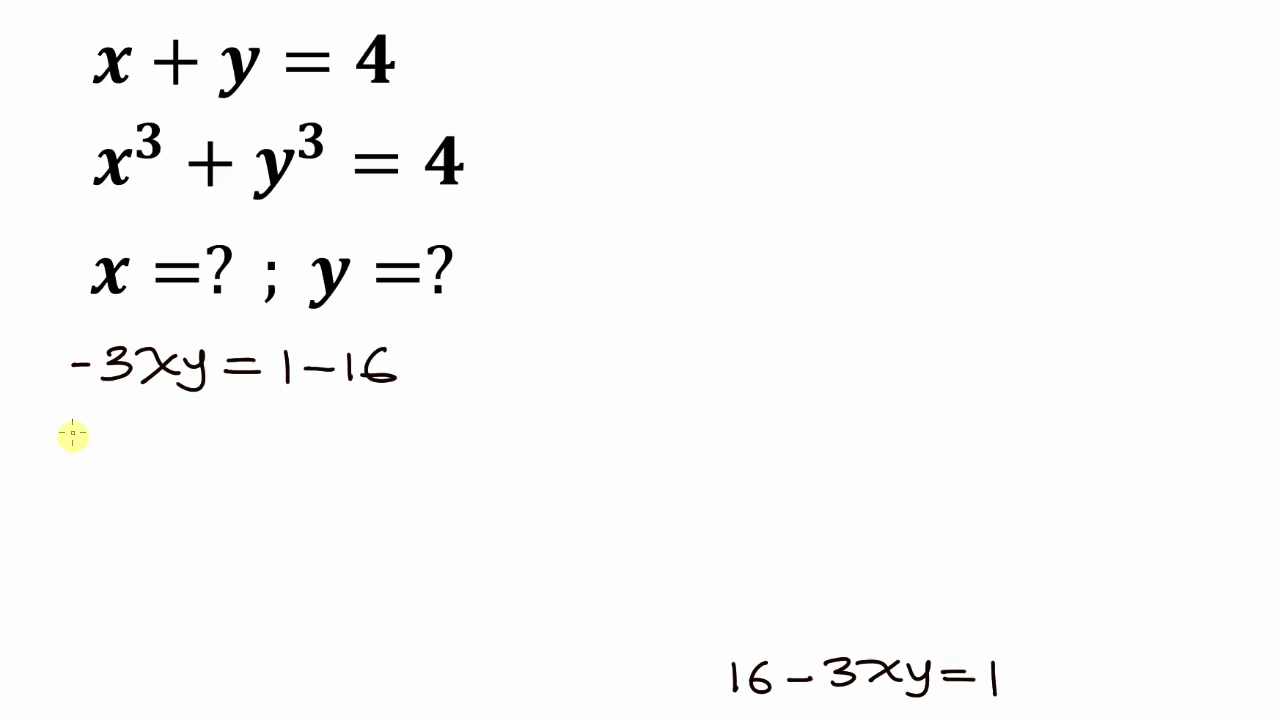 x + y = 4
x³ + y³ = 4
x =? ; y =?
-3xy = 1 - 16
16 - 3xy = 1